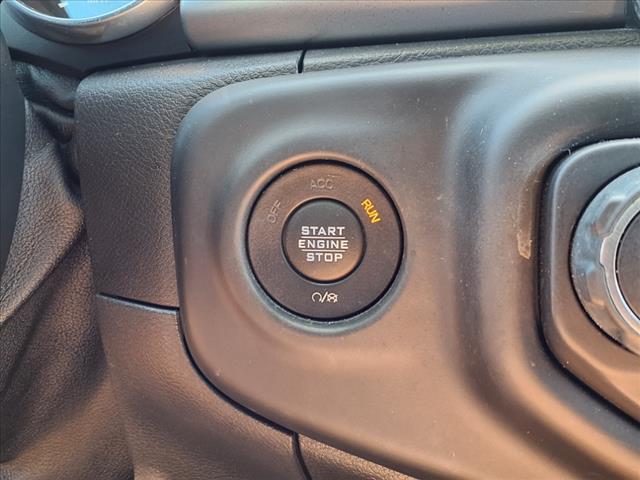 ACC
OFF
RUN
START
ENGINE
STOP